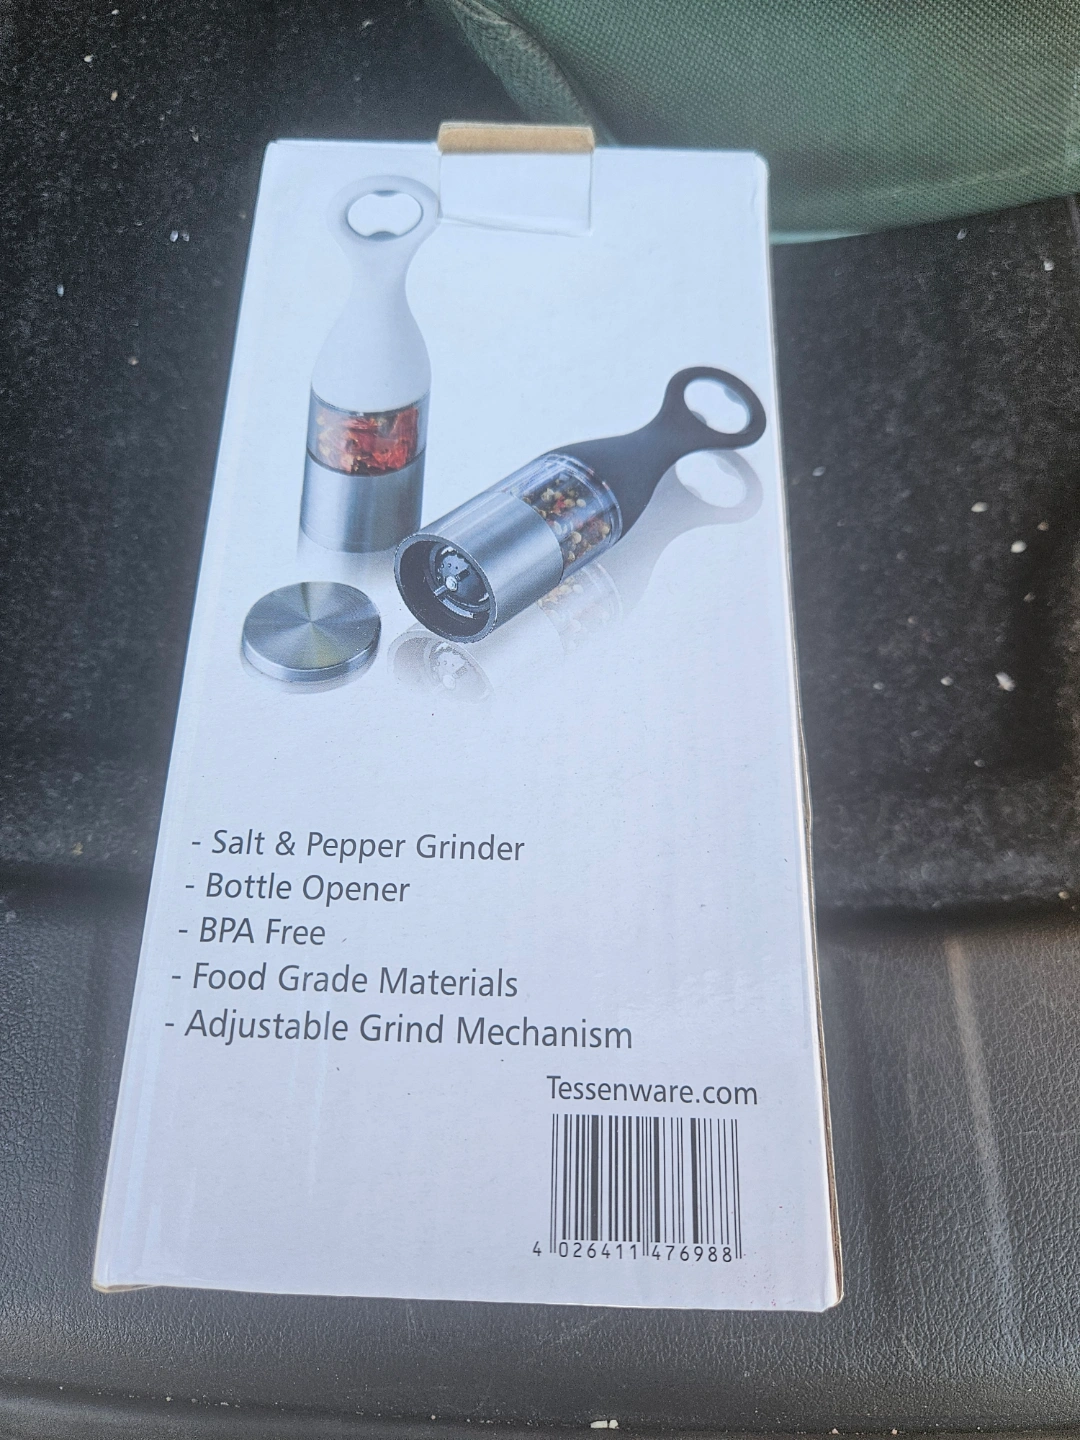 - Salt & Pepper Grinder
- Bottle Opener
- BPA Free
- Food Grade Materials
- Adjustable Grind Mechanism
Tessenware.com
4 026411 476988